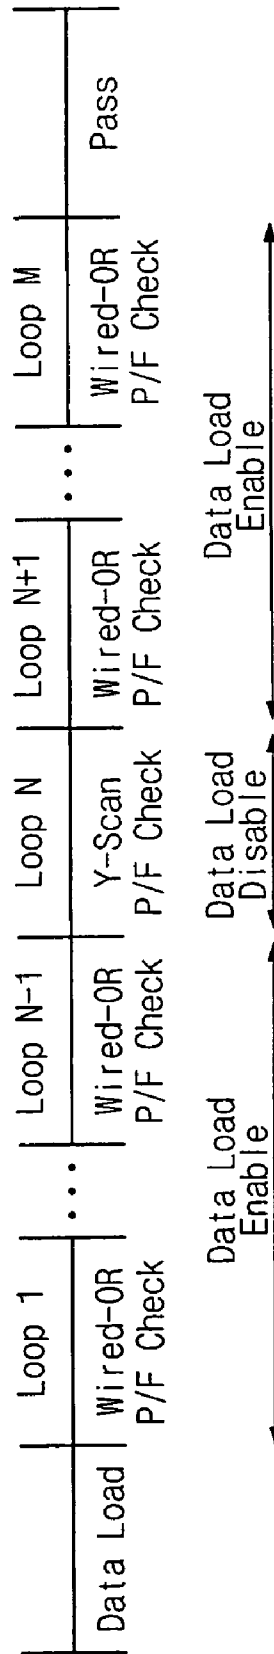 Loop 1
Loop N-1
Loop N
Loop N+1
Loop M
Data Load
Wired-OR
P/F Check
...
Wired-OR
P/F Check
Y-Scan
P/F Check
Wired-OR
P/F Check
...
Wired-OR
P/F Check
Pass
Data Load
Enable
Data Load
Disable
Data Load
Enable